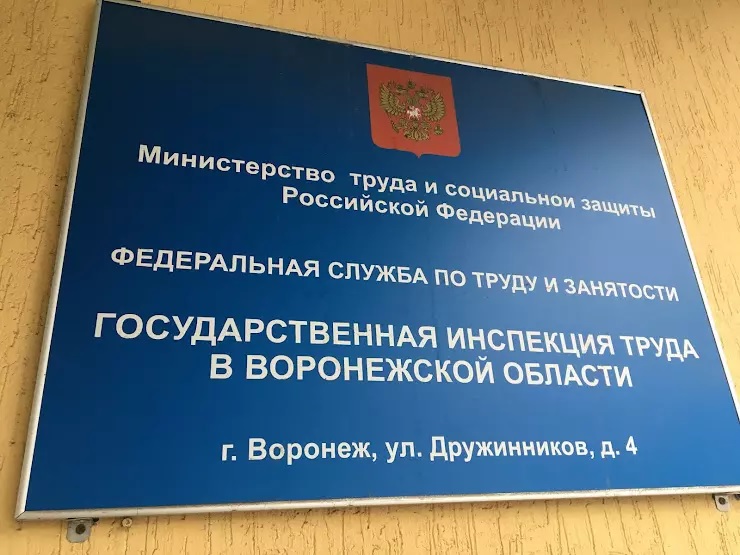 Министерство труда и социальной защиты
Российской Федерации
ФЕДЕРАЛЬНАЯ СЛУЖБА ПО ТРУДУ И ЗАНЯТОСТИ
ГОСУДАРСТВЕННАЯ ИНСПЕКЦИЯ ТРУДА
В ВОРОНЕЖСКОЙ ОБЛАСТИ
г. Воронеж, ул. Дружинников, д. 4